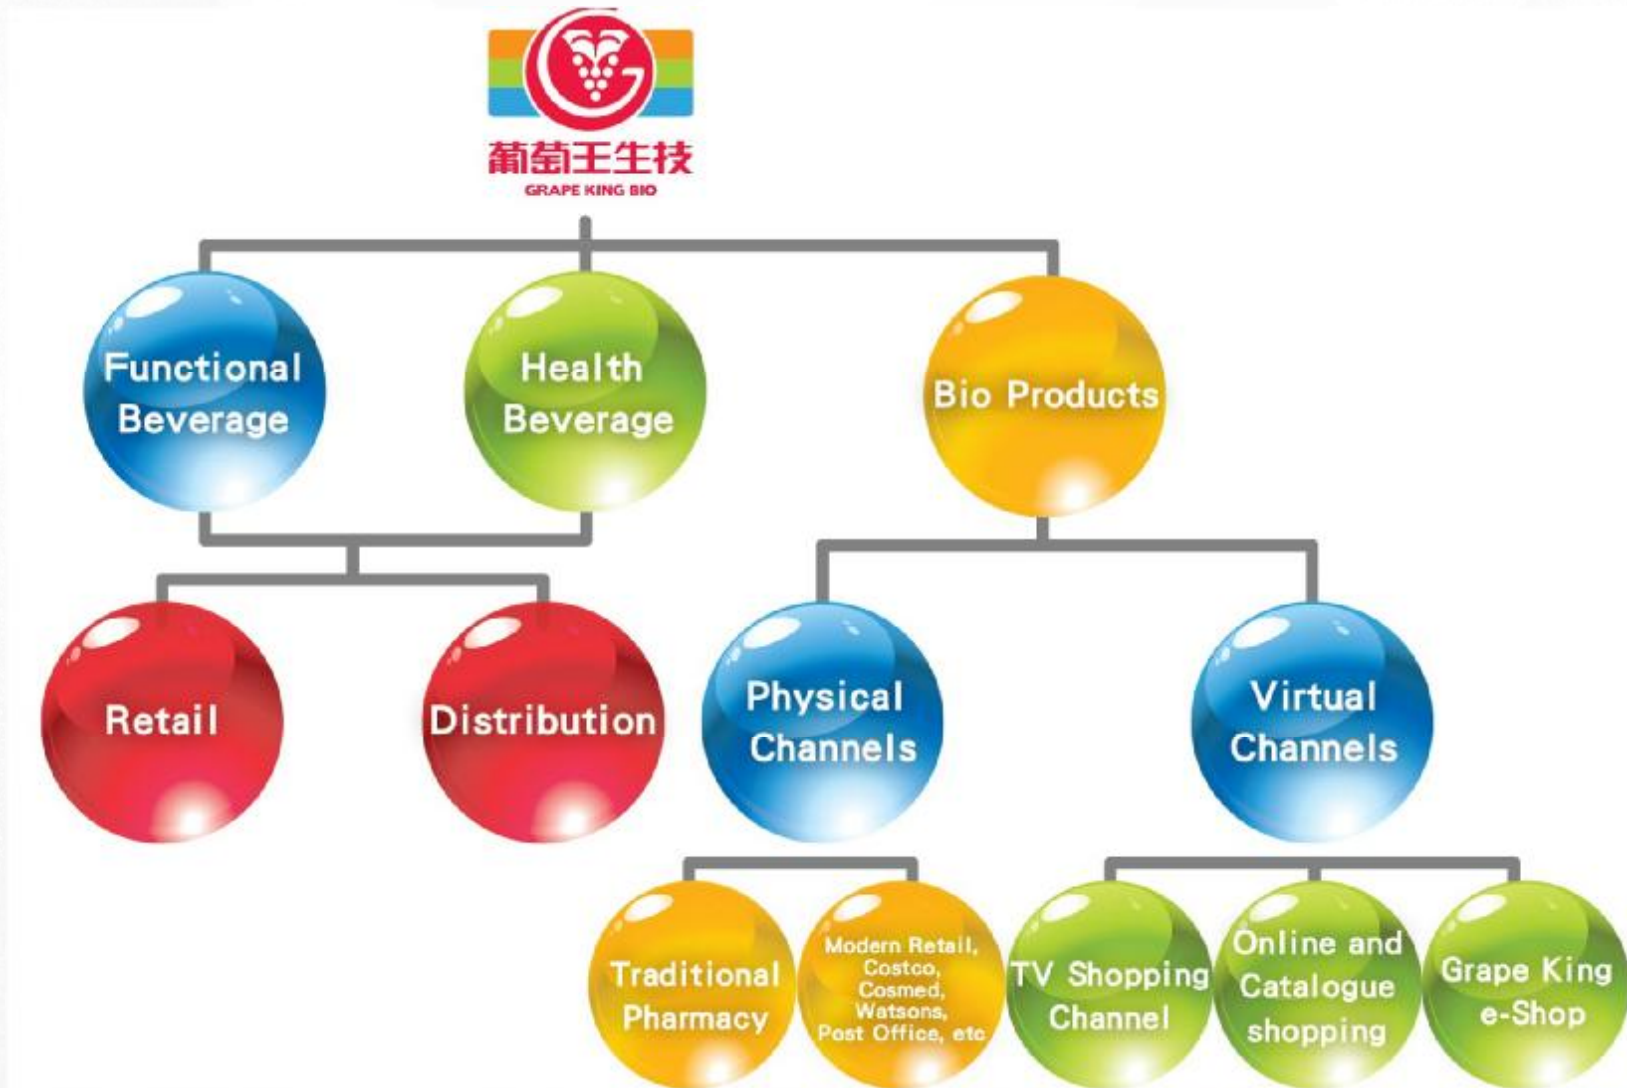 葡萄王生技
GRAPE KING BIO
Functional
Beverage
Health
Beverage
Bio Products
Retail
Distribution
Physical
Channels
Virtual
Channels
Traditional
Pharmacy
Modern Retail,
Costco,
Cosmed,
Watsons,
Post Office, etc
TV Shopping
Channel
Online and
Catalogue
shopping
Grape King
e-Shop